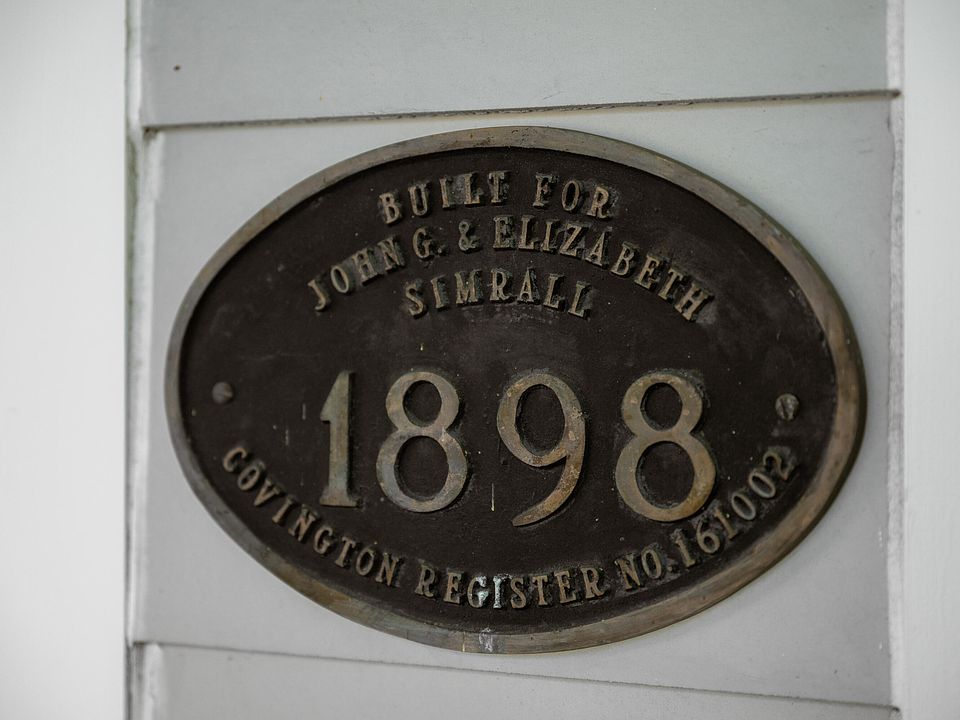 BUILT FOR
JOHN G. & ELIZABETH
SIMRALL
1898
COVINGTON REGISTER NO. 161002